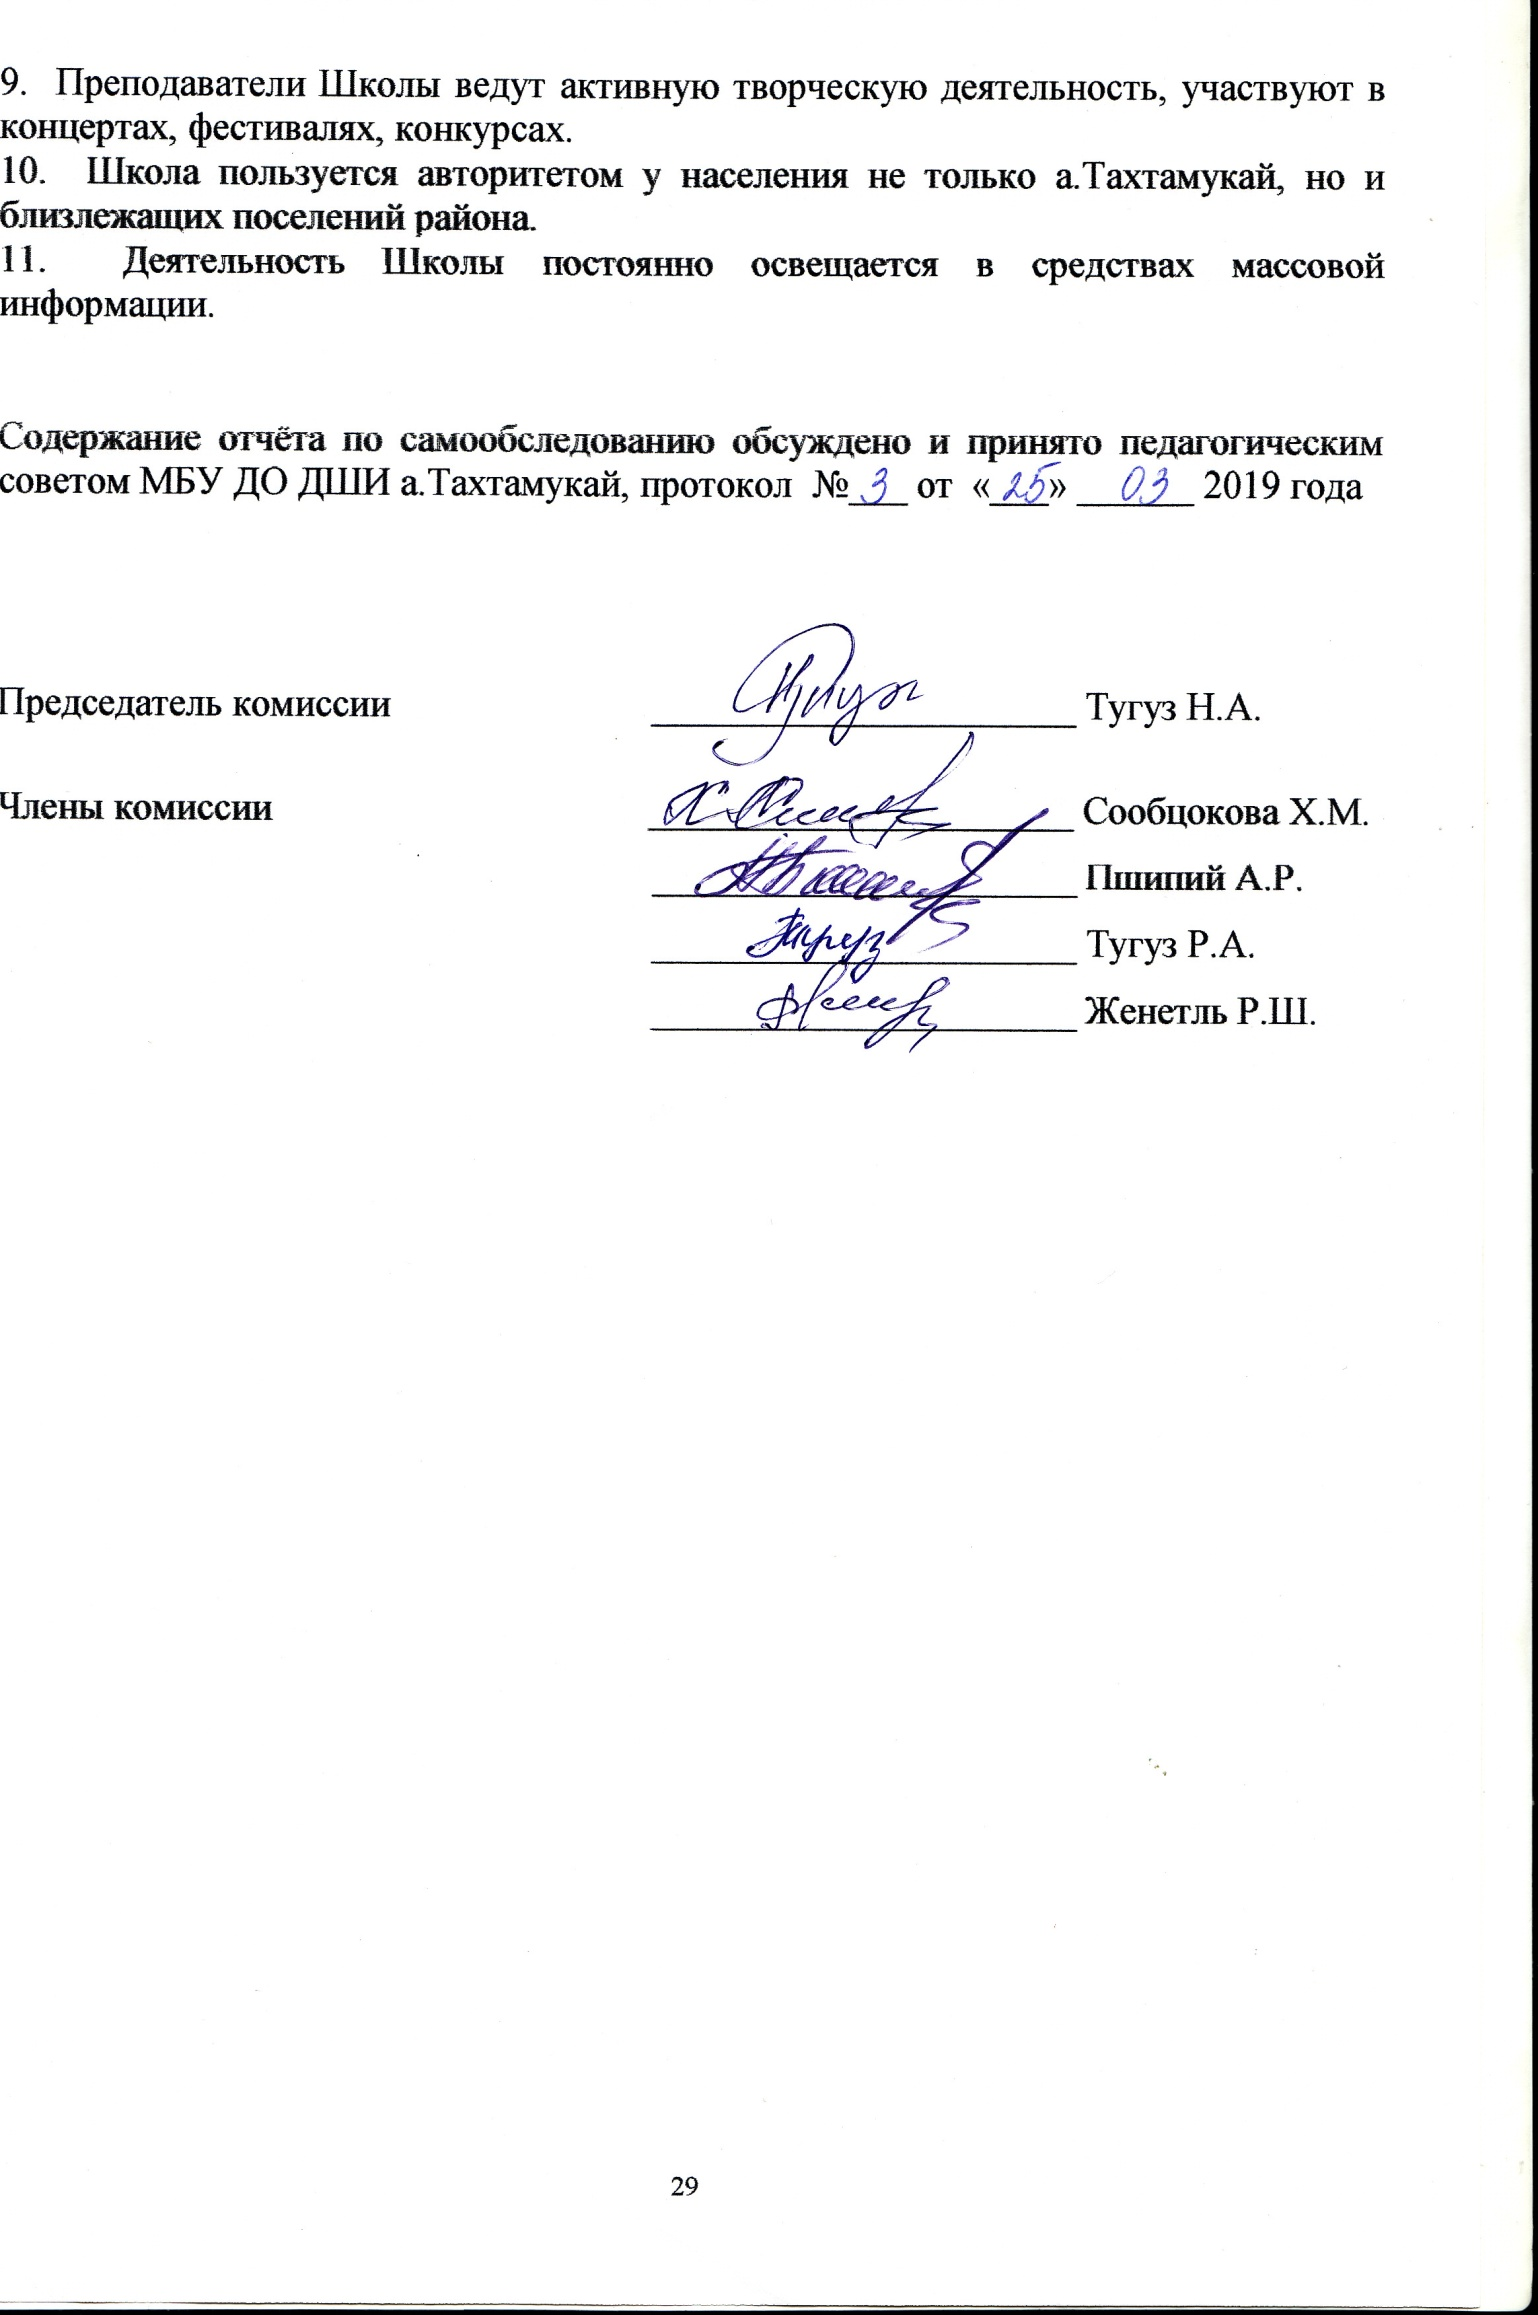 9. Преподаватели Школы ведут активную творческую деятельность, участвуют в
концертах, фестивалях, конкурсах.
10. Школа пользуется авторитетом у населения не только а.Тахтамукай, но и
близлежащих поселений района.
11. Деятельность Школы постоянно освещается в средствах массовой
информации.
Содержание отчёта по самообследованию обсуждено и принято педагогическим
советом МБУ ДО ДШИ а.Тахтамукай, протокол № 3 от «25» 03 2019 года
Председатель комиссии Тугуз Н.А.
Члены комиссии Сообцокова Х.М.
Пшипий А.Р.
Тугуз Р.А.
Женетль Р.Ш.
29